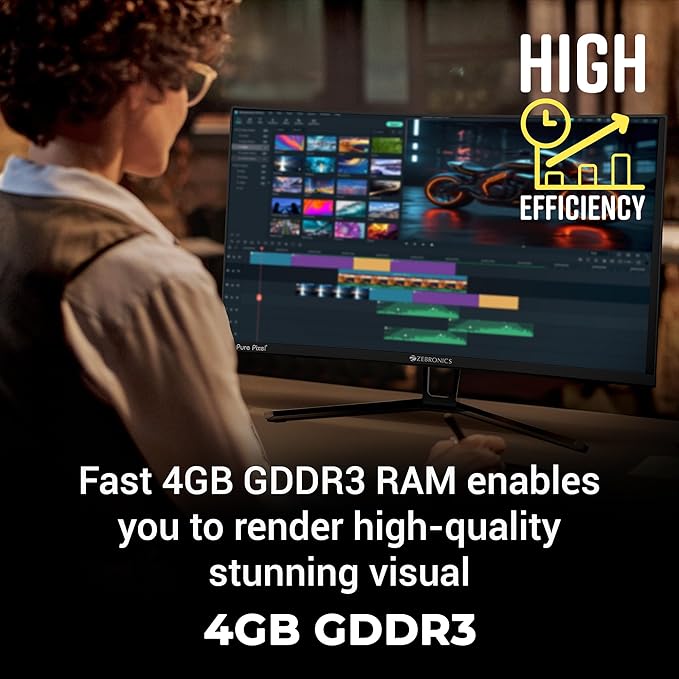 HIGH
EFFICIENCY
Pure Pixel
ZEBRONICS
Fast 4GB GDDR3 RAM enables
you to render high-quality
stunning visual
4GB GDDR3